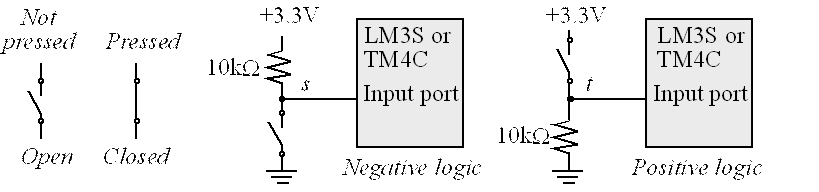 Not
pressed
Pressed
Open
Closed
+3.3V
10kΩ
s
LM3S or
TM4C
Input port
Negative logic
+3.3V
10kΩ
t
LM3S or
TM4C
Input port
Positive logic